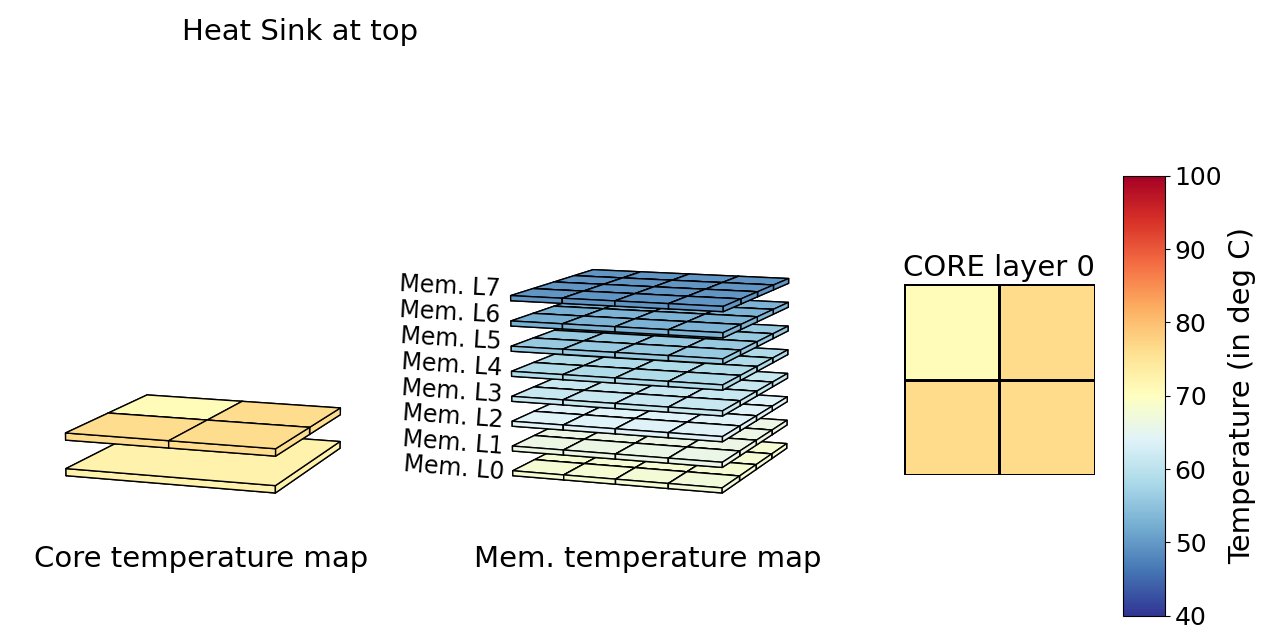 Heat Sink at top
Mem. L7
Mem. L6
Mem. L5
Mem. L4
Mem. L3
Mem. L2
Mem. L1
Mem. L0
Core temperature map
Mem. temperature map
CORE layer 0
100
90
80
70
60
50
40
Temperature (in deg C)